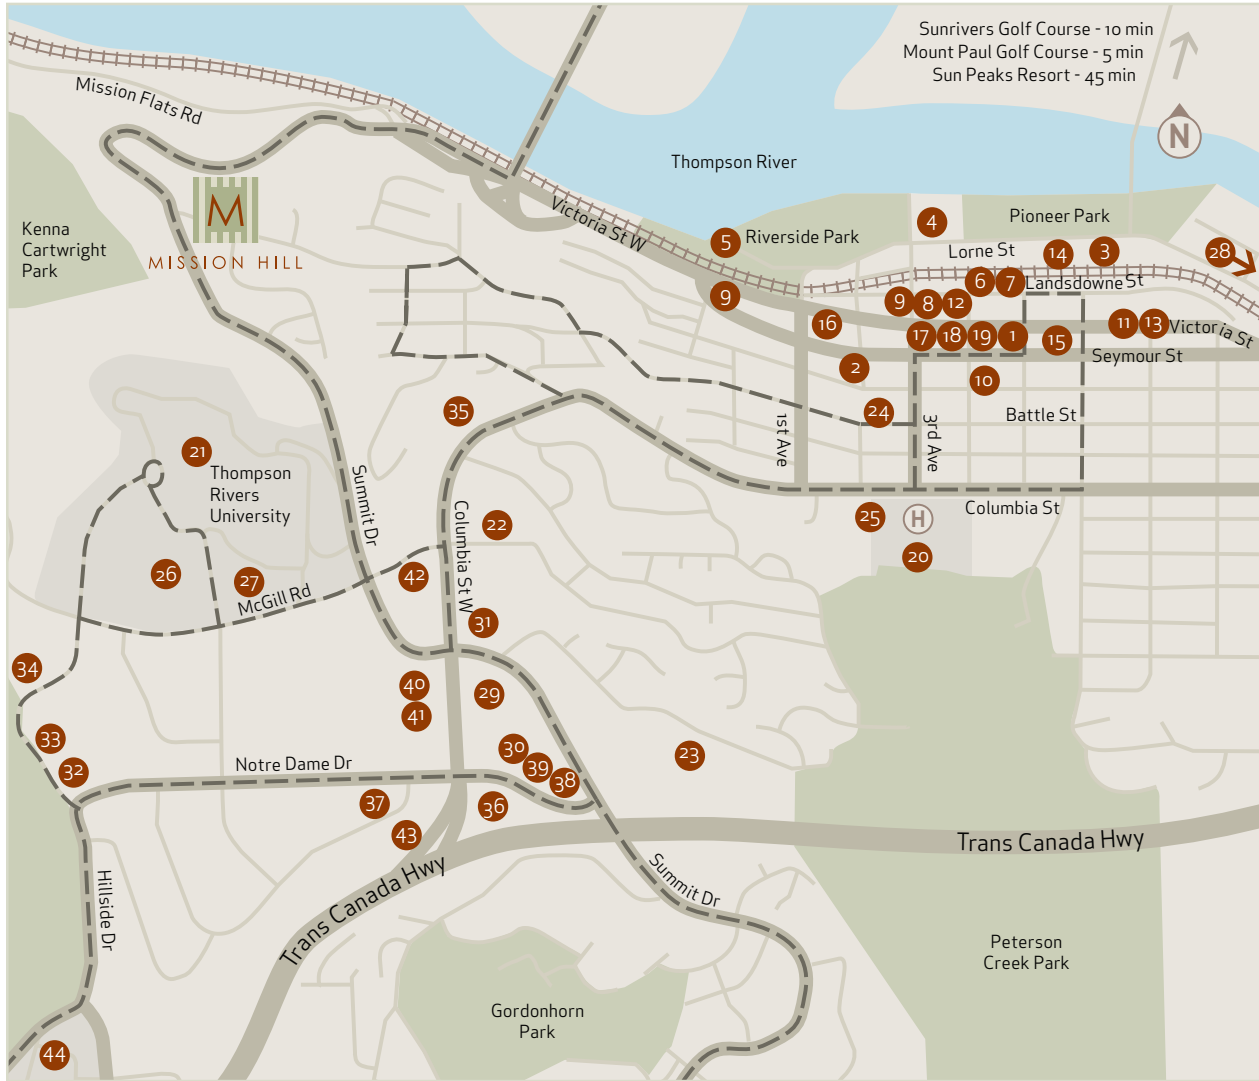 Sunrivers Golf Course - 10 min
Mount Paul Golf Course - 5 min
Sun Peaks Resort - 45 min
N
Mission Flats Rd
Thompson River
Kenna
Cartwright
Park
M
MISSION HILL
Victoria St W
5
Riverside Park
4
Pioneer Park
Lorne St
14
3
28
6
7
Landsdowne St
9
9
8
12
16
17
18
19
1
15
11
13
Victoria St
Seymour St
2
10
24
Battle St
1st Ave
3rd Ave
35
21
Thompson
Rivers
University
Summit Dr
Columbia St W
22
25
H
Columbia St
20
26
27
McGill Rd
42
31
34
40
41
29
33
32
30
39
38
23
Notre Dame Dr
37
36
43
Trans Canada Hwy
Trans Canada Hwy
Summit Dr
Hillside Dr
Peterson
Creek Park
Gordonhorn
Park
44